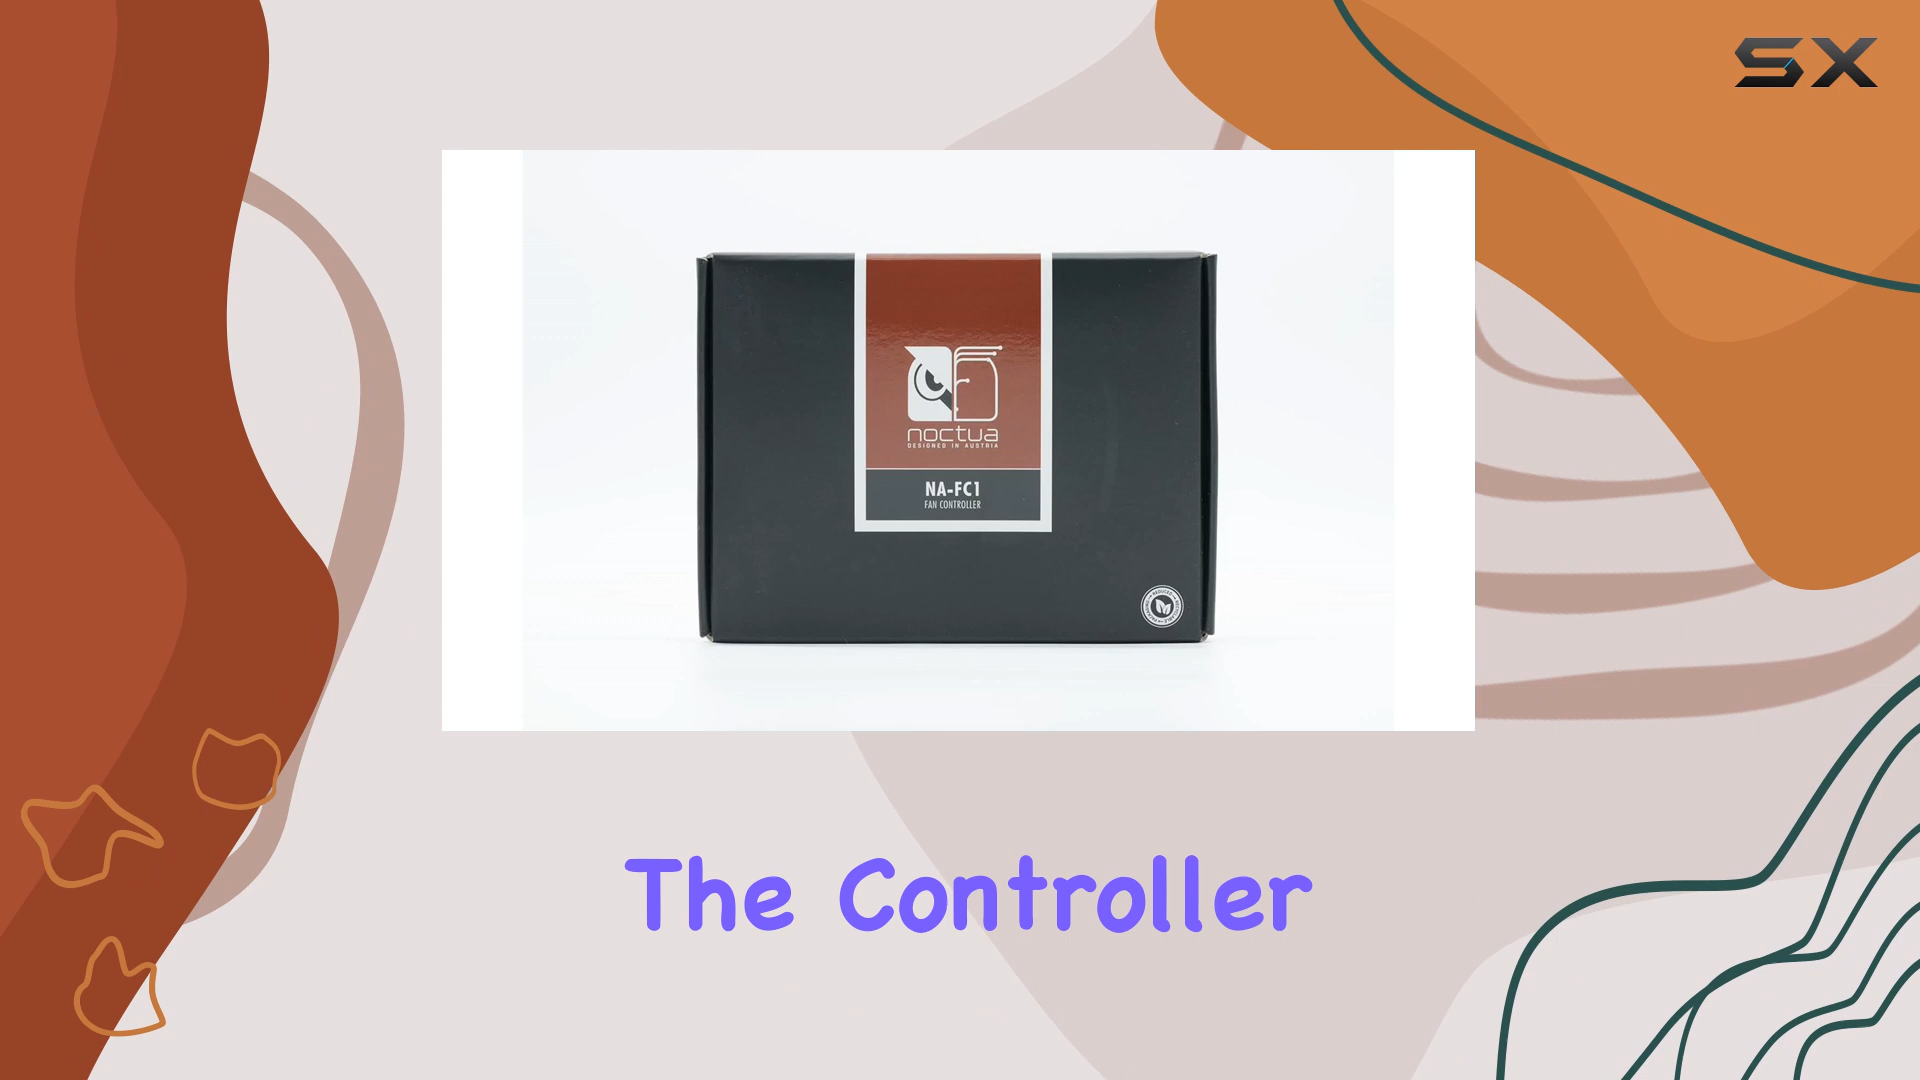 SX
noctua
DESIGNED IN AUSTRIA
NA-FC1
FAN CONTROLLER
The Controller